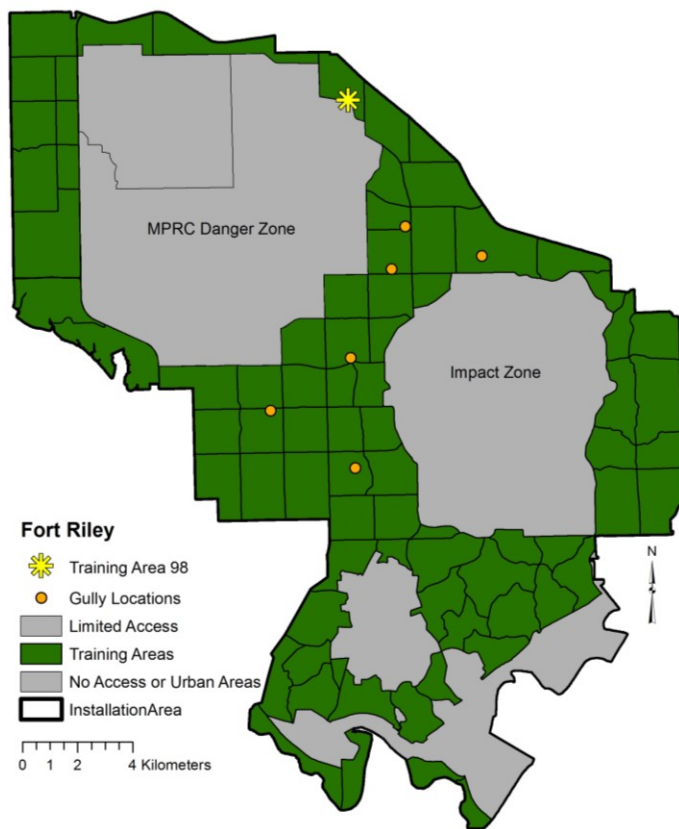 MPRC Danger Zone
Impact Zone
Fort Riley
Training Area 98
Gully Locations
Limited Access
Training Areas
No Access or Urban Areas
InstallationArea
0 1 2 4 Kilometers
N